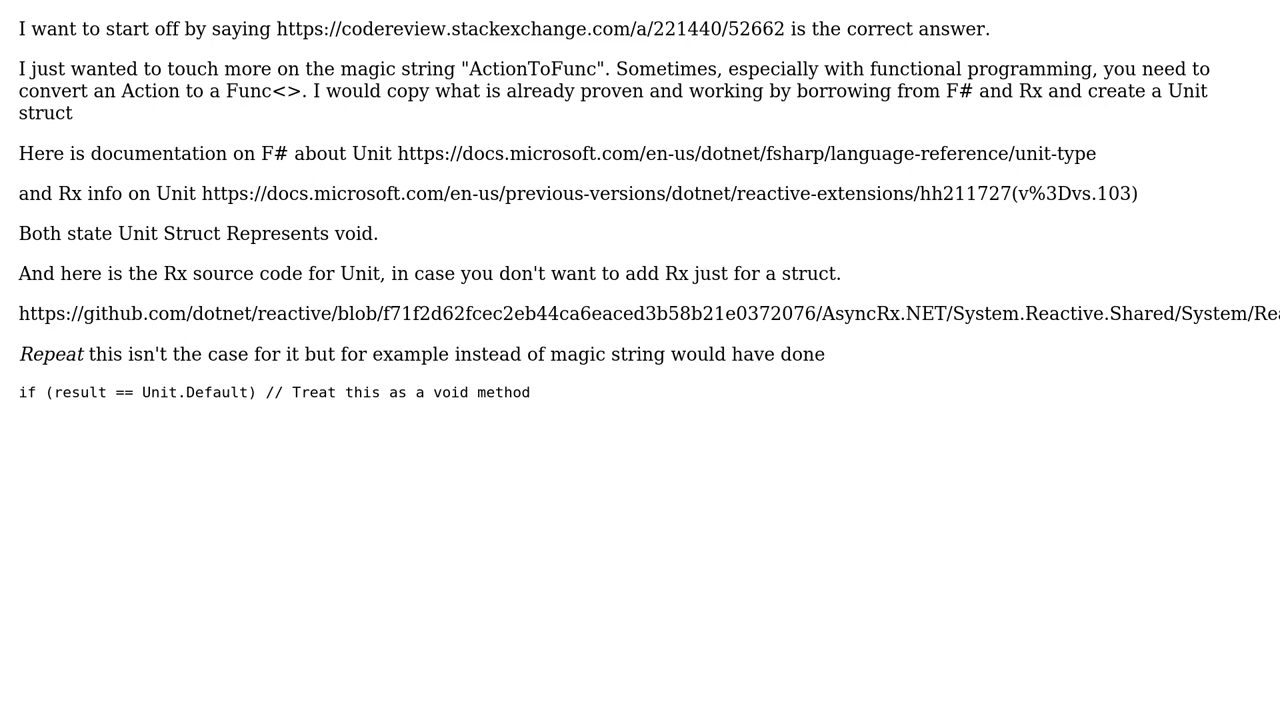 I want to start off by saying https://codereview.stackexchange.com/a/221440/52662 is the correct answer.
I just wanted to touch more on the magic string "ActionToFunc". Sometimes, especially with functional programming, you need to
convert an Action to a Func<>. I would copy what is already proven and working by borrowing from F# and Rx and create a Unit
struct
Here is documentation on F# about Unit https://docs.microsoft.com/en-us/dotnet/fsharp/language-reference/unit-type
and Rx info on Unit https://docs.microsoft.com/en-us/previous-versions/dotnet/reactive-extensions/hh211727(v%3Dvs.103)
Both state Unit Struct Represents void.
And here is the Rx source code for Unit, in case you don't want to add Rx just for a struct.
https://github.com/dotnet/reactive/blob/f71f2d62fcec2eb44ca6eaced3b58b21e0372076/AsyncRx.NET/System.Reactive.Shared/System/Rea
Repeat this isn't the case for it but for example instead of magic string would have done
if (result == Unit.Default) // Treat this as a void method